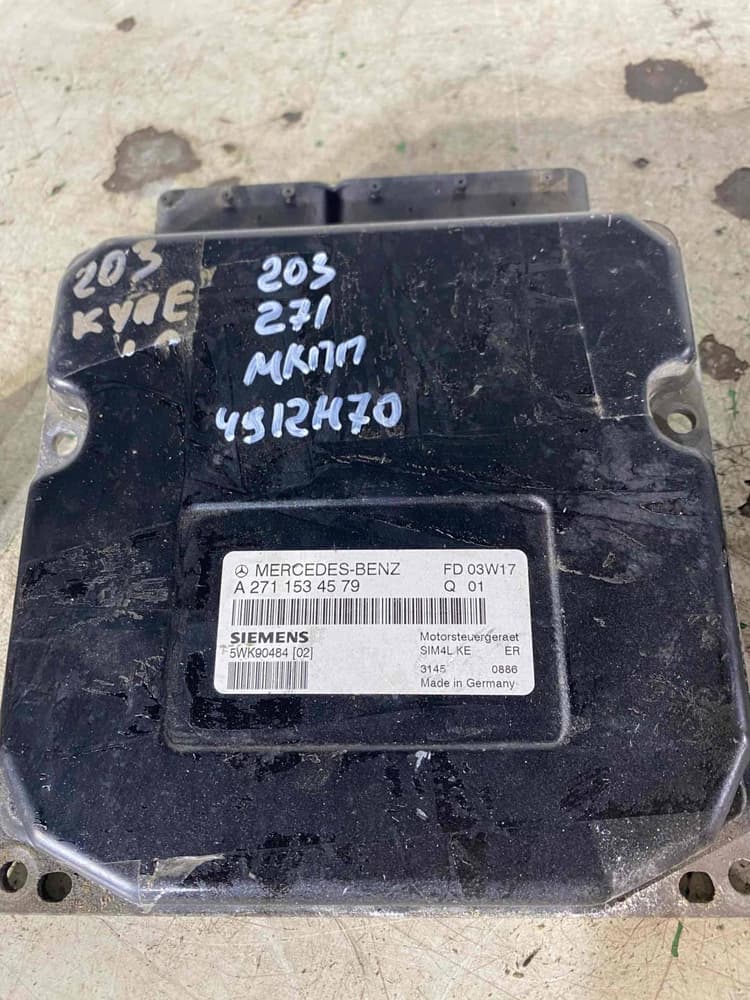 203
КУПЕ
203
271
МКПП
4912H70
MERCEDES-BENZ FD 03W17
A 271 153 45 79 Q 01
SIEMENS Motorsteuergeraet
5WK90484 [02] SIM4L KE ER
3145 0886
Made in Germany